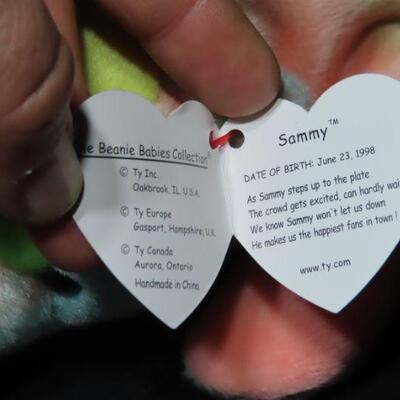 Beanie Babies Collection®
© Ty Inc.
Oakbrook, IL. U.S.A.
© Ty Europe
Gasport, Hampshire, U.K.
© Ty Canada
Aurora, Ontario
Handmade in China
Sammy™
DATE OF BIRTH: June 23, 1998
As Sammy steps up to the plate
The crowd gets excited, can hardly wait
We know Sammy won't let us down
He makes us the happiest fans in town !
www.ty.com